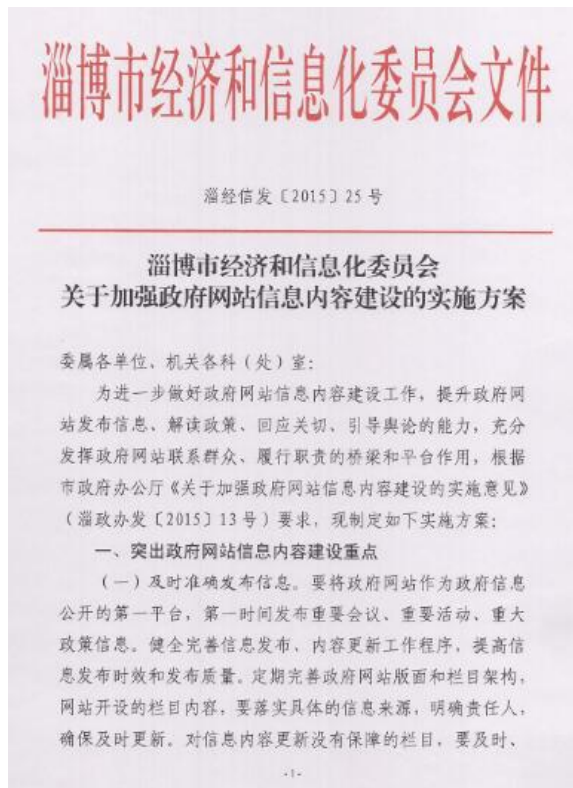 淄博市经济和信息化委员会文件
淄经信发〔2015〕25号
淄博市经济和信息化委员会
关于加强政府网站信息内容建设的实施方案
委属各单位、机关各科（处）室：
为进一步做好政府网站信息内容建设工作，提升政府网
站发布信息、解读政策、回应关切、引导舆论的能力，充分
发挥政府网站联系群众、履行职责的桥梁和平台作用，根据
市政府办公厅《关于加强政府网站信息内容建设的实施意见》
（淄政办发〔2015〕13号）要求，现制定如下实施方案：
一、突出政府网站信息内容建设重点
（一）及时准确发布信息。要将政府网站作为政府信息
公开的第一平台，第一时间发布重要会议、重要活动、重大
政策信息。健全完善信息发布、内容更新工作程序，提高信
息发布时效和发布质量。定期完善政府网站版面和栏目架构，
网站开设的栏目内容，要落实具体的信息来源，明确责任人，
确保及时更新。对信息内容更新没有保障的栏目，要及时、
-1-